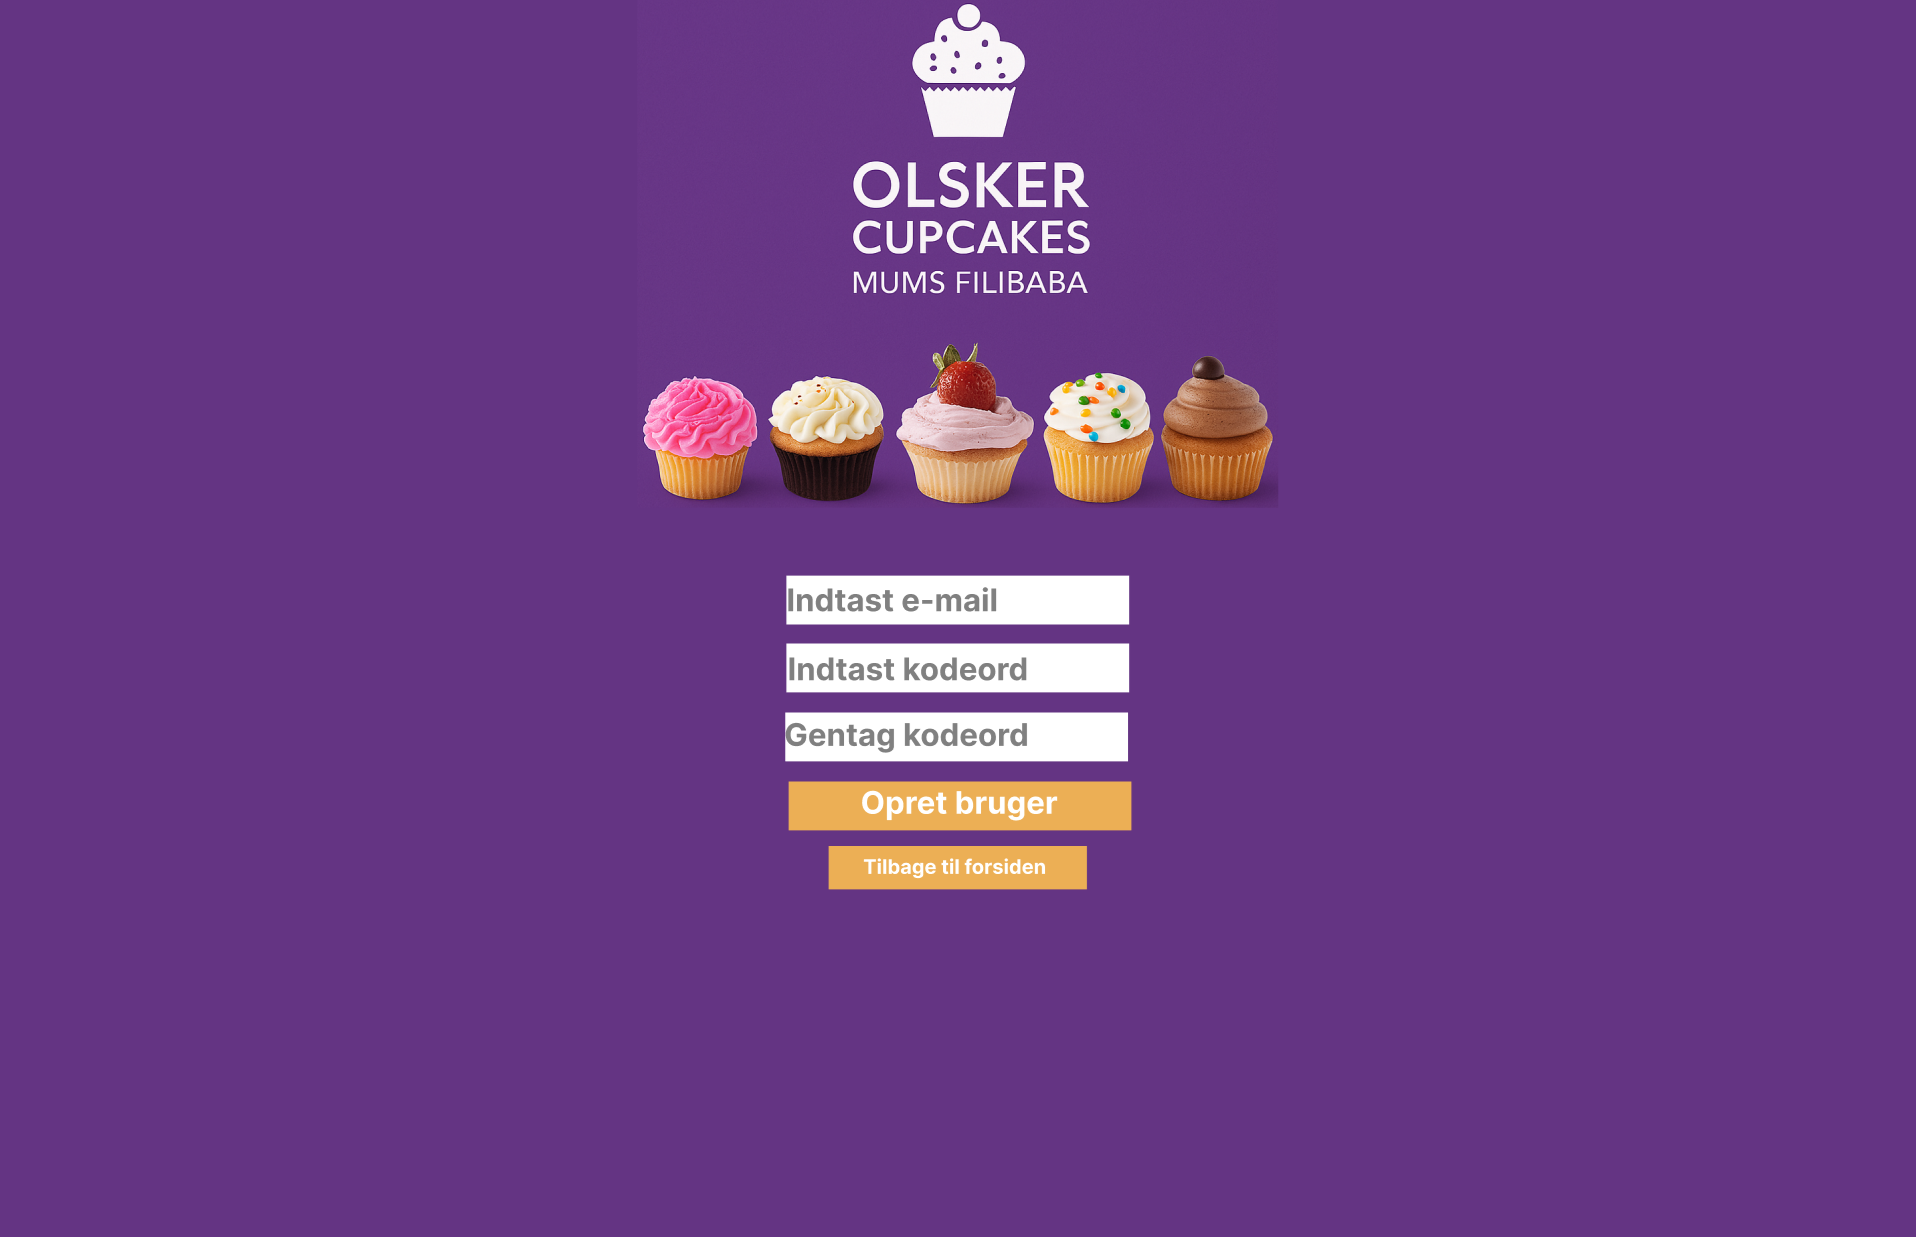 OLSKER
CUPCAKES
MUMS FILIBABA
Indtast e-mail
Indtast kodeord
Gentag kodeord
Opret bruger
Tilbage til forsiden